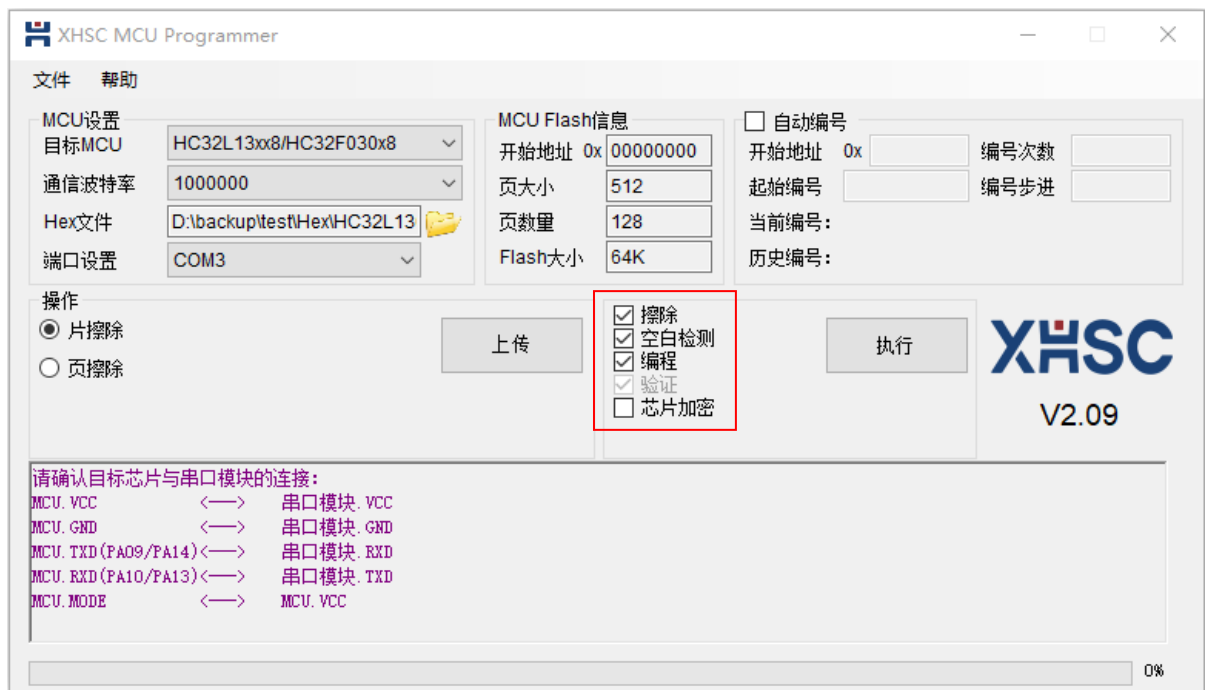 XHSC MCU Programmer
文件 帮助
MCU设置
目标MCU HC32L13xx8/HC32F030x8
通信波特率 1000000
Hex文件 D:\backup\test\Hex\HC32L13
端口设置 COM3
MCU Flash信息
开始地址 0x 00000000
页大小 512
页数量 128
Flash大小 64K
自动编号
开始地址 0x 编号次数
起始编号 编号步进
当前编号:
历史编号:
操作
片擦除
页擦除
上传
擦除
空白检测
编程
验证
芯片加密
执行
XHSC
V2.09
请确认目标芯片与串口模块的连接:
MCU.VCC <——> 串口模块.VCC
MCU.GND <——> 串口模块.GND
MCU.TXD(PA09/PA14)<——> 串口模块.RXD
MCU.RXD(PA10/PA13)<——> 串口模块.TXD
MCU.MODE <——> MCU.VCC
0%